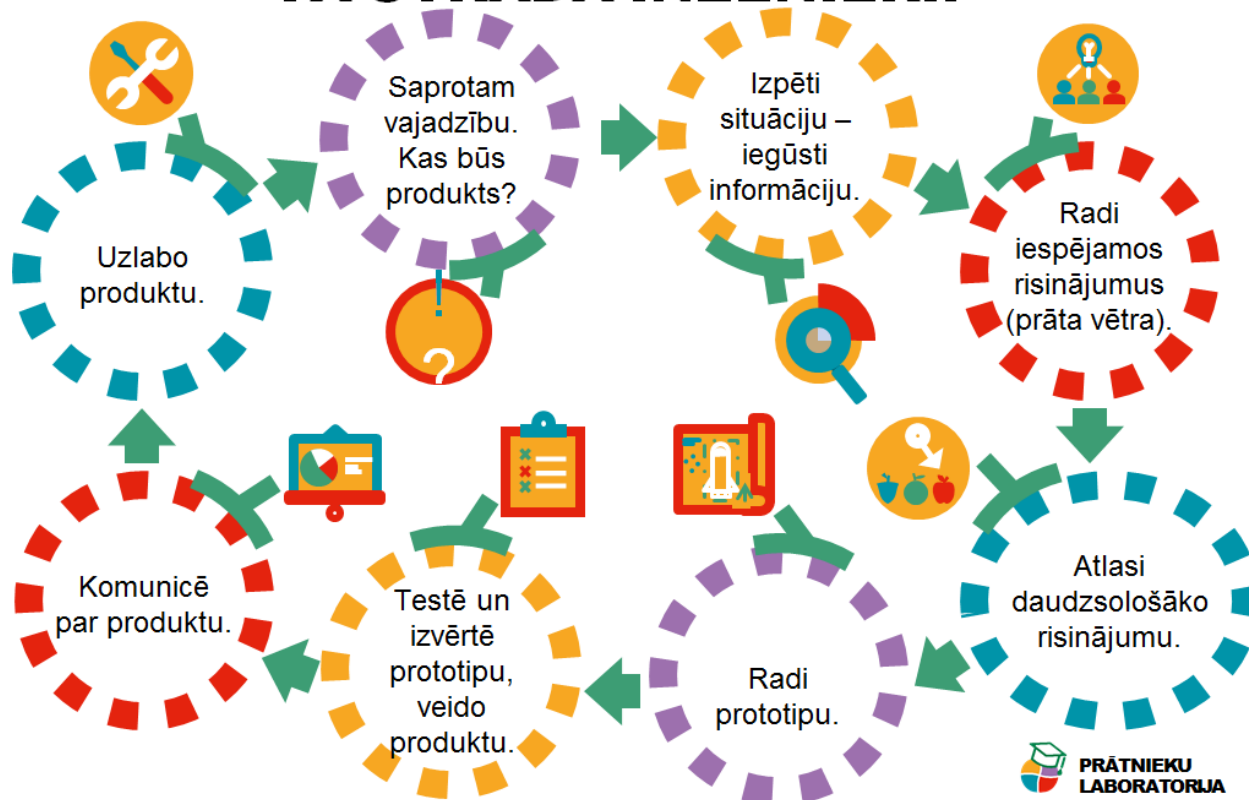 Saprotam
vajadzību.
Kas būs
produkts?
Izpēti
situāciju –
iegūsti
informāciju.
Radi
iespējamos
risinājumus
(prāta vētra).
Atlasi
daudzsološāko
risinājumu.
Radi
prototipu.
Testē un
izvērtē
prototipu,
veido
produktu.
Komunicē
par produktu.
Uzlabo
produktu.
!
?
PRĀTNIEKU
LABORATORIJA